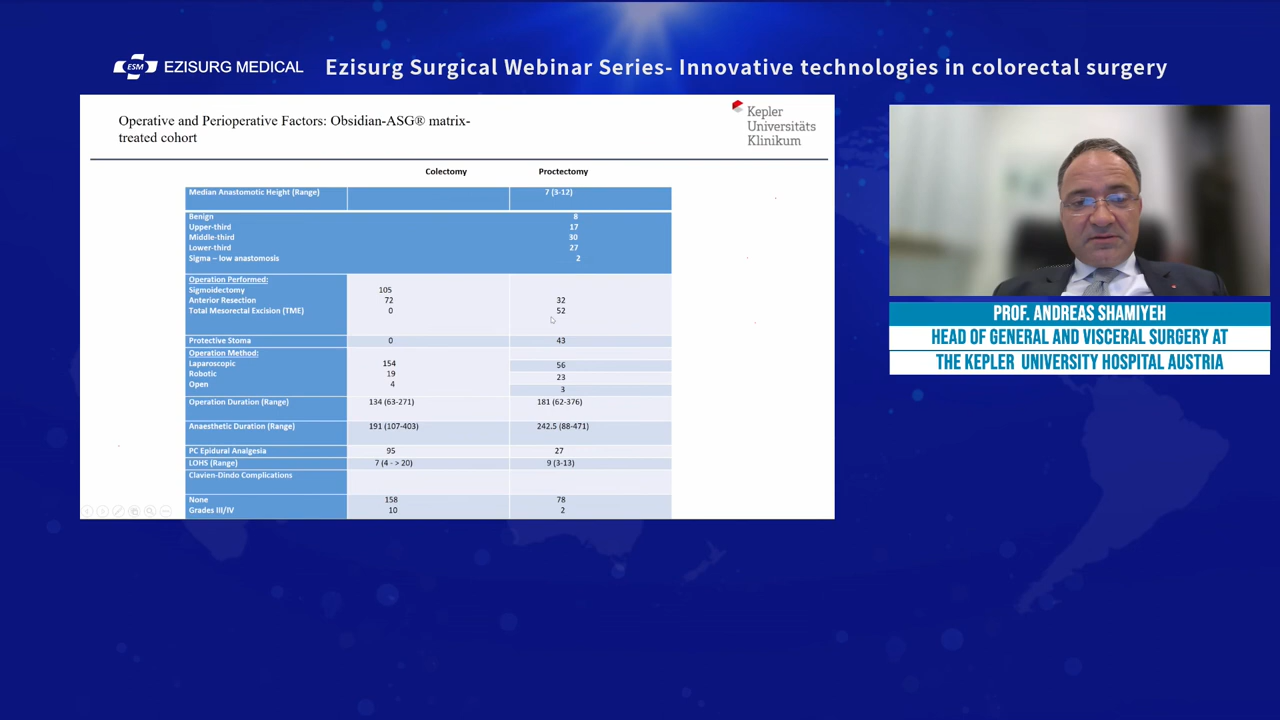 ESM EZISURG MEDICAL Ezisurg Surgical Webinar Series- Innovative technologies in colorectal surgery
Operative and Perioperative Factors: Obsidian-ASG® matrix-
treated cohort
Kepler
Universitäts
Klinikum
Colectomy Proctectomy
Median Anastomotic Height (Range) 7 (3-12)
Benign 8
Upper-third 17
Middle-third 30
Lower-third 27
Sigma – low anastomosis 2
Operation Performed:
Sigmoidectomy 105
Anterior Resection 72 32
Total Mesorectal Excision (TME) 0 52
Protective Stoma 0 43
Operation Method:
Laparoscopic 154 56
Robotic 19 23
Open 4 3
Operation Duration (Range) 134 (63-271) 181 (62-376)
Anaesthetic Duration (Range) 191 (107-403) 242.5 (88-471)
PC Epidural Analgesia 95 27
LOHS (Range) 7 (4 - > 20) 9 (3-13)
Clavien-Dindo Complications
None 158 78
Grades III/IV 10 2
PROF. ANDREAS SHAMIYEH
HEAD OF GENERAL AND VISCERAL SURGERY AT
THE KEPLER UNIVERSITY HOSPITAL AUSTRIA